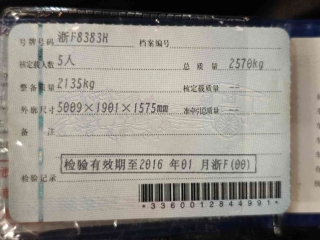 号牌号码 浙F8383H 档案编号
核定载人数 5人 总质量 2570kg
整备质量 2135kg 核定载质量 --
外廓尺寸 5009×1901×1575mm 准牵引总质量 --
备注
检验有效期至2016年01月浙F(00)
检验记录
*3360012844991*